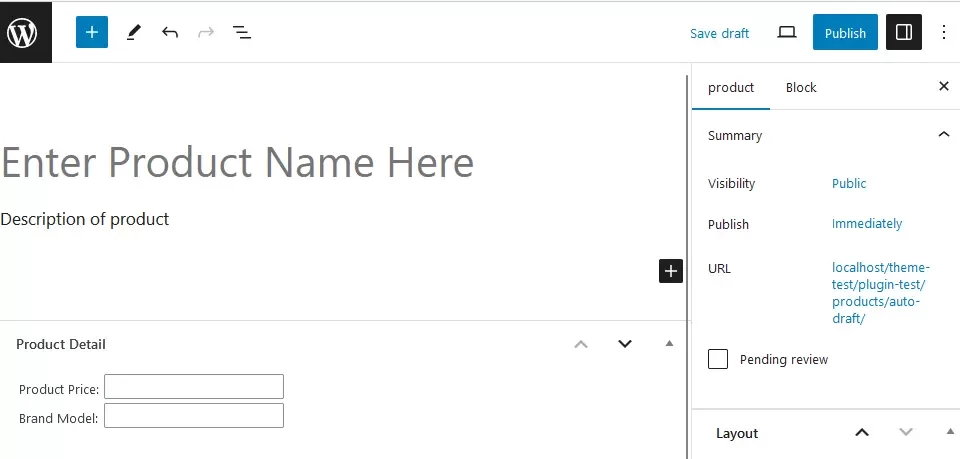 Save draft
Publish
product
Block
Enter Product Name Here
Summary
Visibility
Public
Description of product
Publish
Immediately
URL
localhost/theme-
test/plugin-test/
products/auto-
draft/
Product Detail
Pending review
Product Price:
Brand Model:
Layout